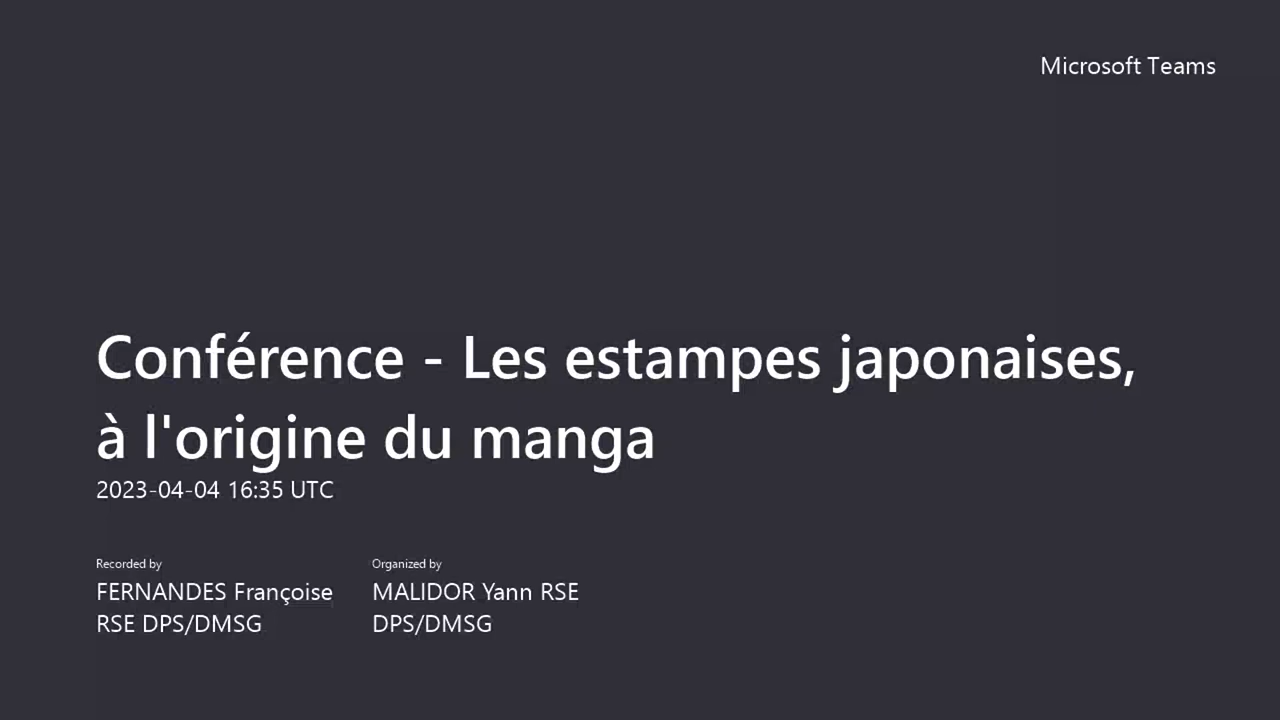 Microsoft Teams
Conférence - Les estampes japonaises,
à l'origine du manga
2023-04-04 16:35 UTC
Recorded by
FERNANDES Françoise
RSE DPS/DMSG
Organized by
MALIDOR Yann RSE
DPS/DMSG